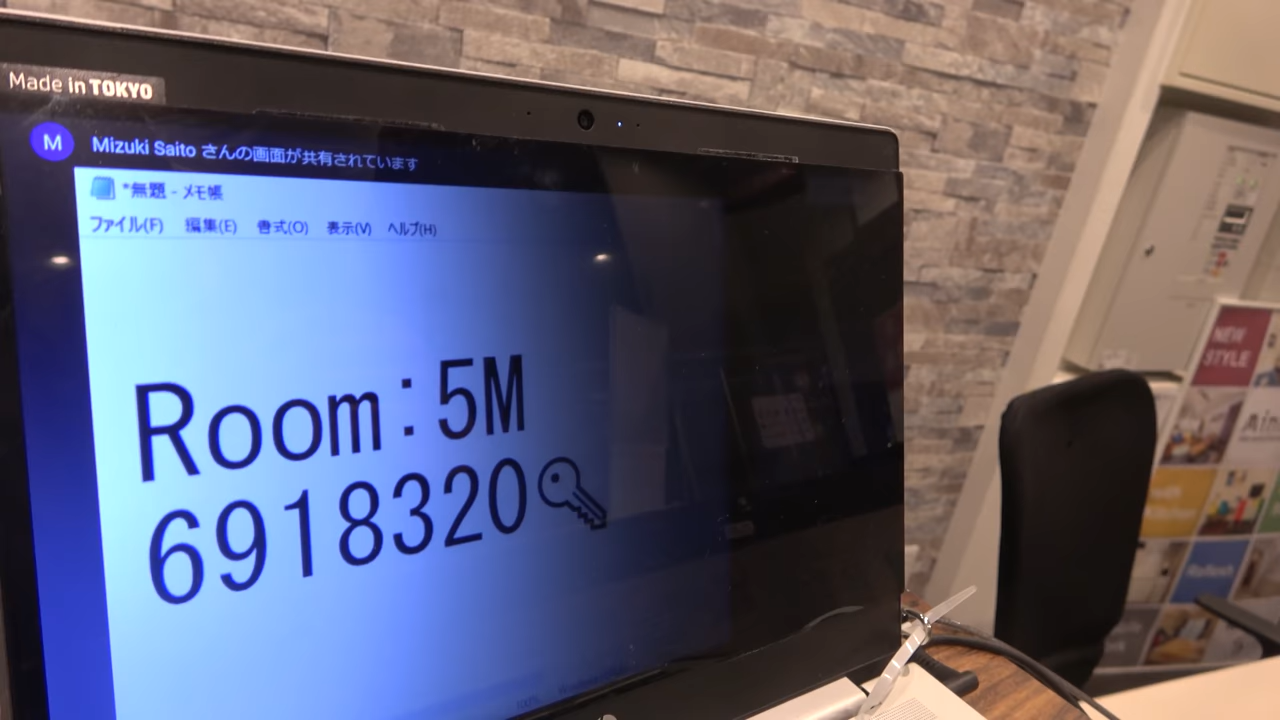 Made in TOKYO
M Mizuki Saito さんの画面が共有されています
*無題 - メモ帳
ファイル(F) 編集(E) 書式(O) 表示(V) ヘルプ(H)
Room:5M
6918320🔑
NEW
STYLE
Refresh